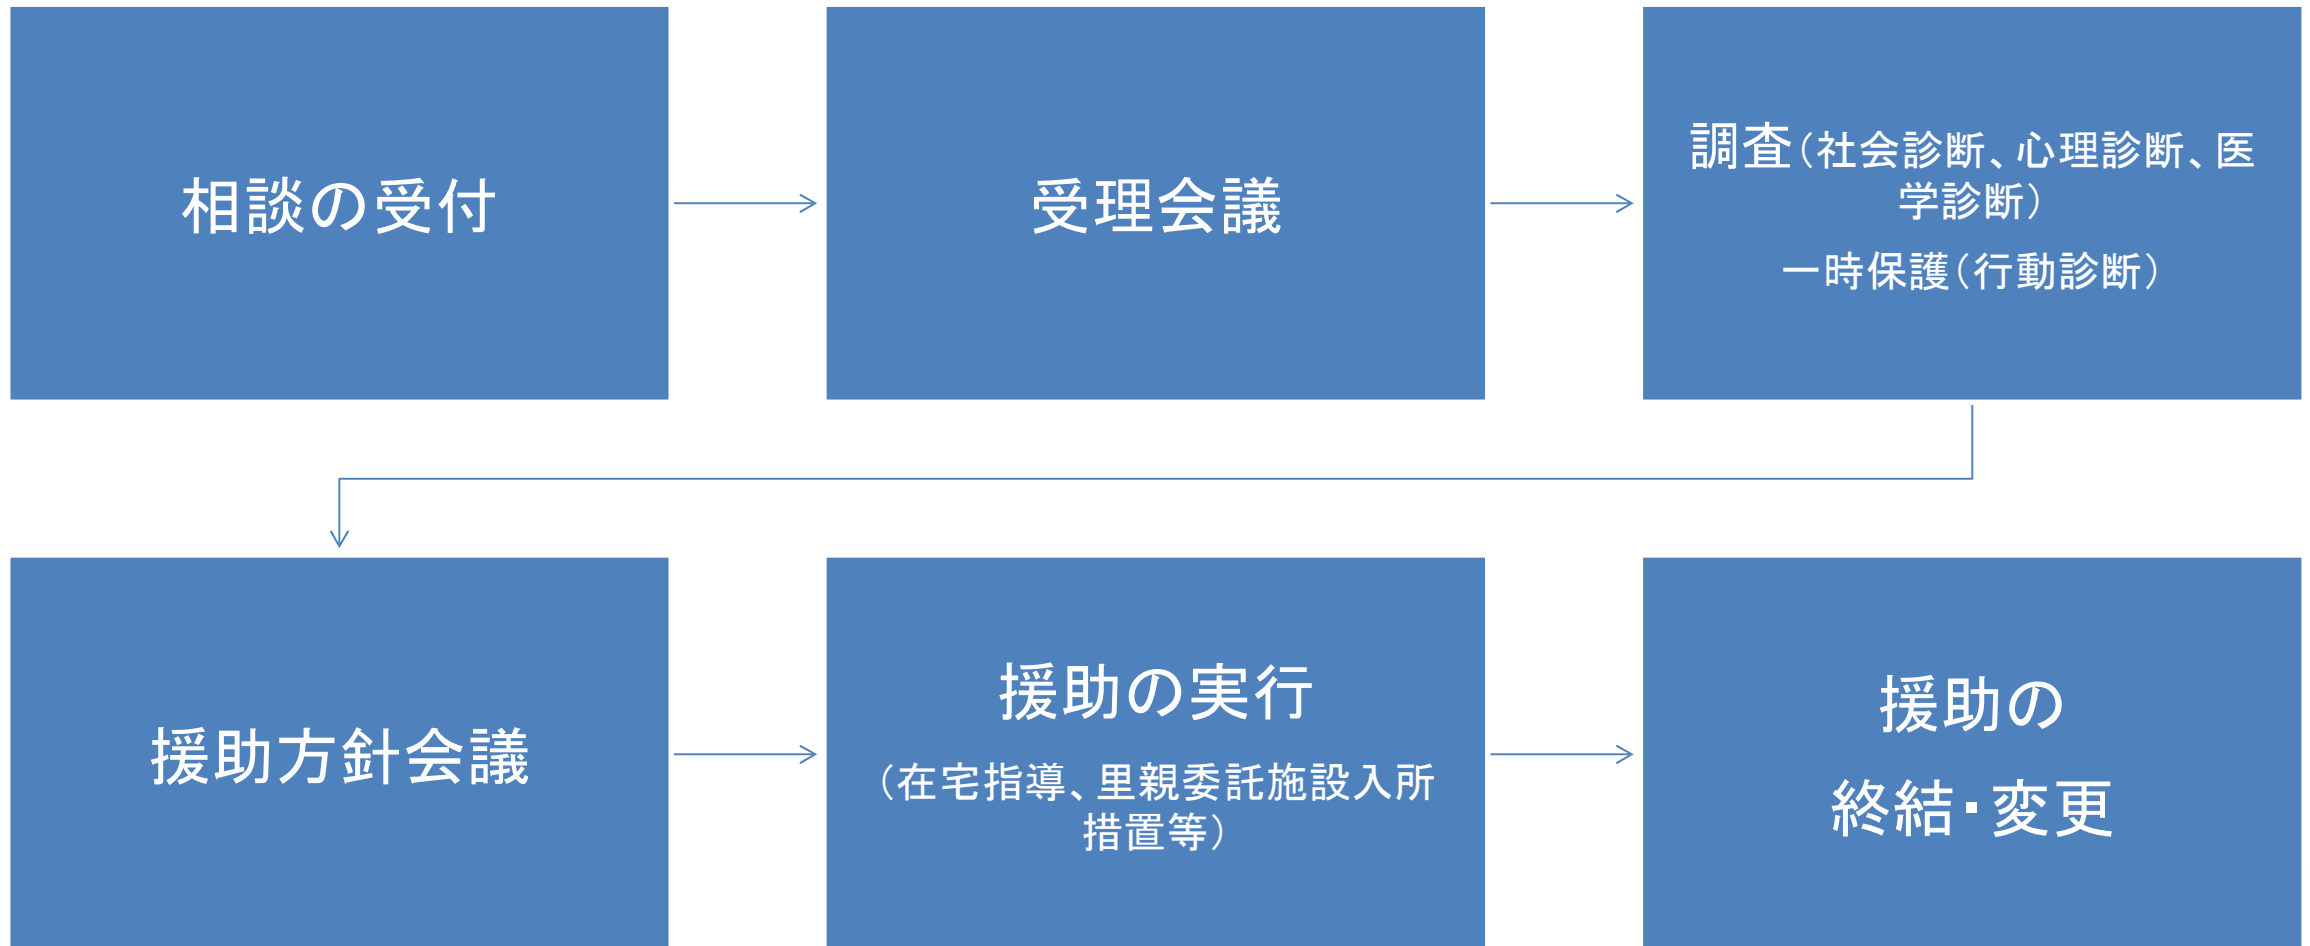 相談の受付
受理会議
調査（社会診断、心理診断、医
学診断）
一時保護（行動診断）
援助方針会議
援助の実行
（在宅指導、里親委託施設入所
措置等）
援助の
終結・変更